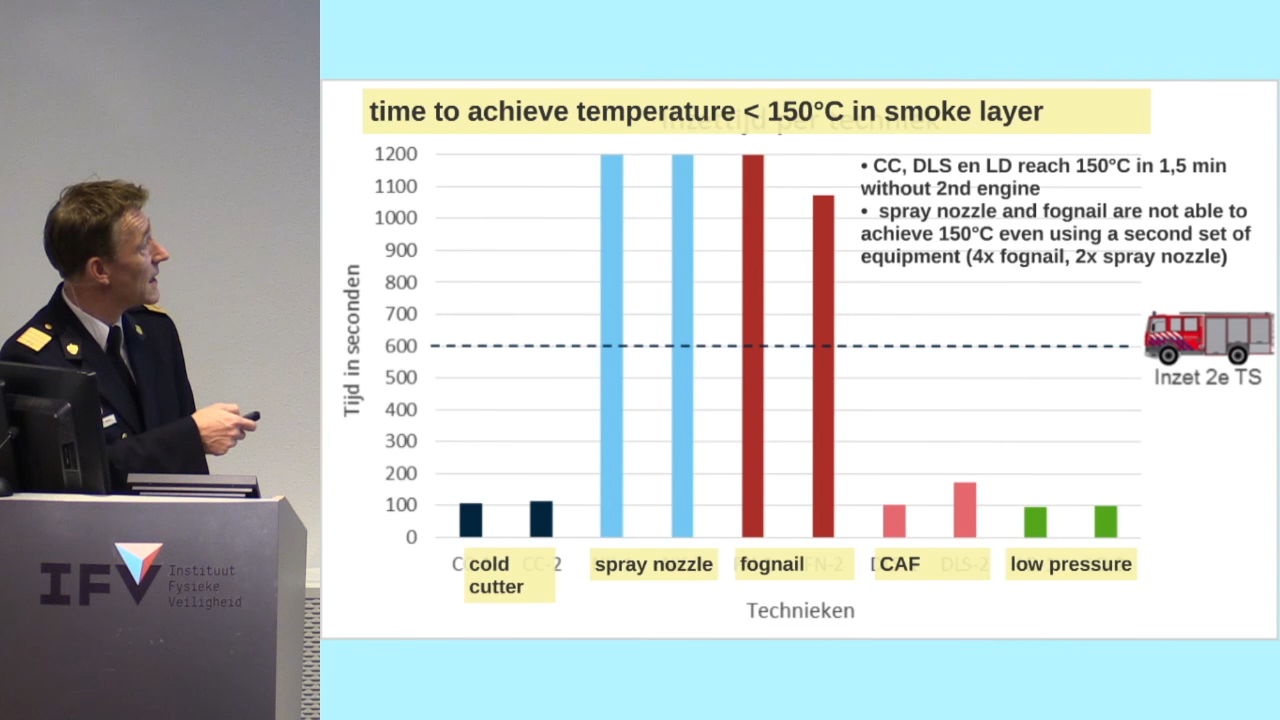 time to achieve temperature < 150°C in smoke layer
Inzettijd per techniek
1200
1100
1000
900
800
700
600
500
400
300
200
100
0
Tijd in seconden
• CC, DLS en LD reach 150°C in 1,5 min
without 2nd engine
• spray nozzle and fognail are not able to
achieve 150°C even using a second set of
equipment (4x fognail, 2x spray nozzle)
Inzet 2e TS
cold
cutter
CC-2
spray nozzle
fognail
FN-2
CAF
DLS-2
low pressure
Technieken
IFV
Instituut
Fysieke
Veiligheid